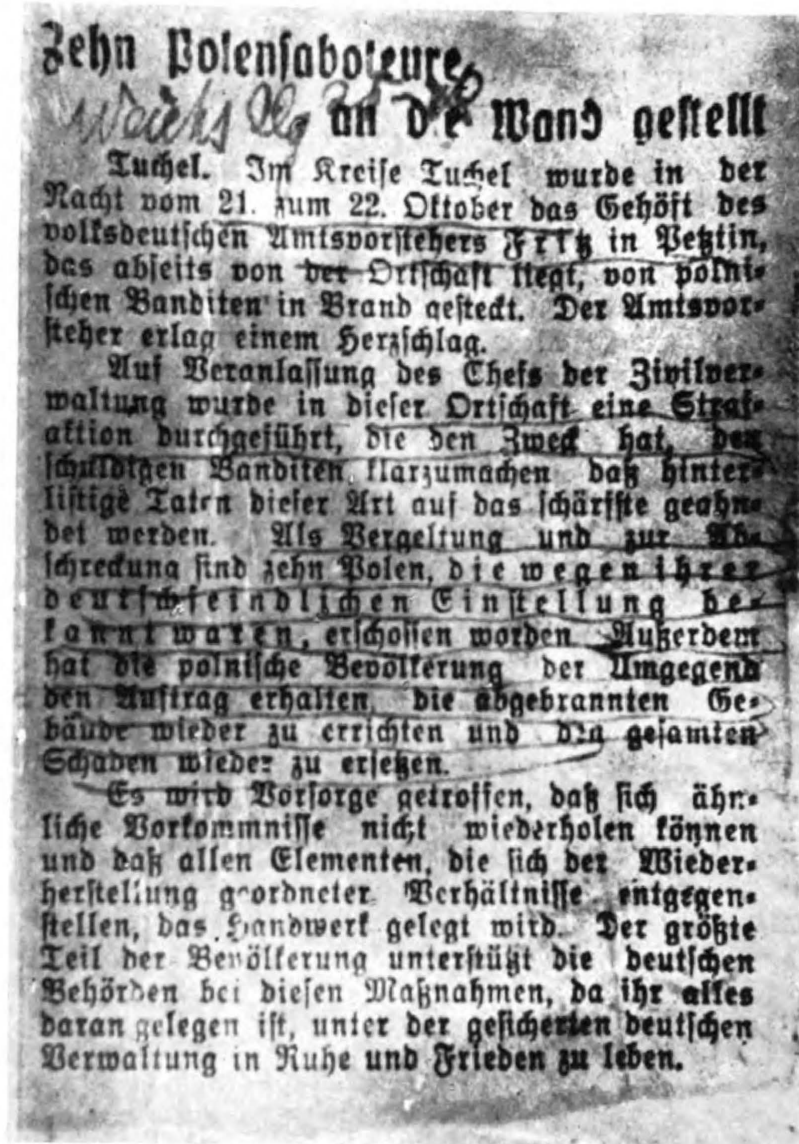 Zehn Polensaboteure
an die Wand gestellt
Tuchel. Im Kreise Tuchel wurde in der
Nacht vom 21. zum 22. Oktober das Gehöft des
volksdeutschen Amtsvorstehers Fritz in Petztin,
das abseits von der Ortschaft liegt, von polni-
schen Banditen in Brand gesteckt. Der Amtsvor-
steher erlag einem Herzschlag.
Auf Veranlassung des Chefs der Zivilver-
waltung wurde in dieser Ortschaft eine Straf-
aktion durchgeführt, die den Zweck hat, den
schuldigen Banditen klarzumachen daß hinter-
listige Taten dieser Art auf das schärfste geahn-
det werden. Als Vergeltung und zur Ab-
schreckung sind zehn Polen, die wegen ihrer
deutschfeindlichen Einstellung be-
kannt waren, erschossen worden Außerdem
hat die polnische Bevölkerung der Umgegend
den Auftrag erhalten, die abgebrannten Ge-
bäude wieder zu errichten und den gesamten
Schaden wieder zu ersetzen.
Es wird Vorsorge getroffen, daß sich ähn-
liche Vorkommnisse nicht wiederholen können
und daß allen Elementen, die sich der Wieder-
herstellung geordneter Verhältnisse entgegen-
stellen, das Handwerk gelegt wird. Der größte
Teil der Bevölkerung unterstützt die deutschen
Behörden bei diesen Maßnahmen, da ihr alles
daran gelegen ist, unter der gesicherten deutschen
Verwaltung in Ruhe und Frieden zu leben.